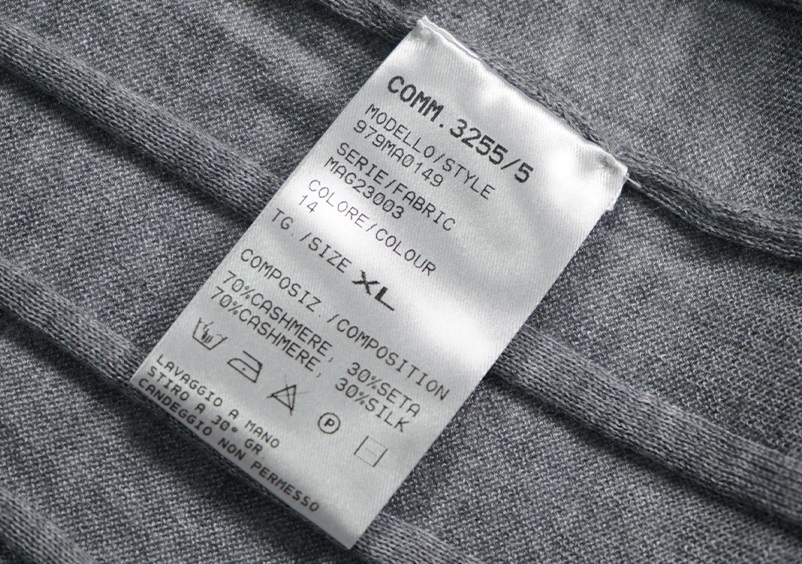 COMM. 3255/5
MODELLO/STYLE
979MA0149
SERIE/FABRIC
MAG23003
COLORE/COLOUR
14
TG. /SIZE XL
COMPOSIZ /COMPOSITION
70%CASHMERE, 30%SETA
70%CASHMERE, 30%SILK
P
LAVAGGIO A MANO
STIRO A 30° GR
CANDEGGIO NON PERMESSO